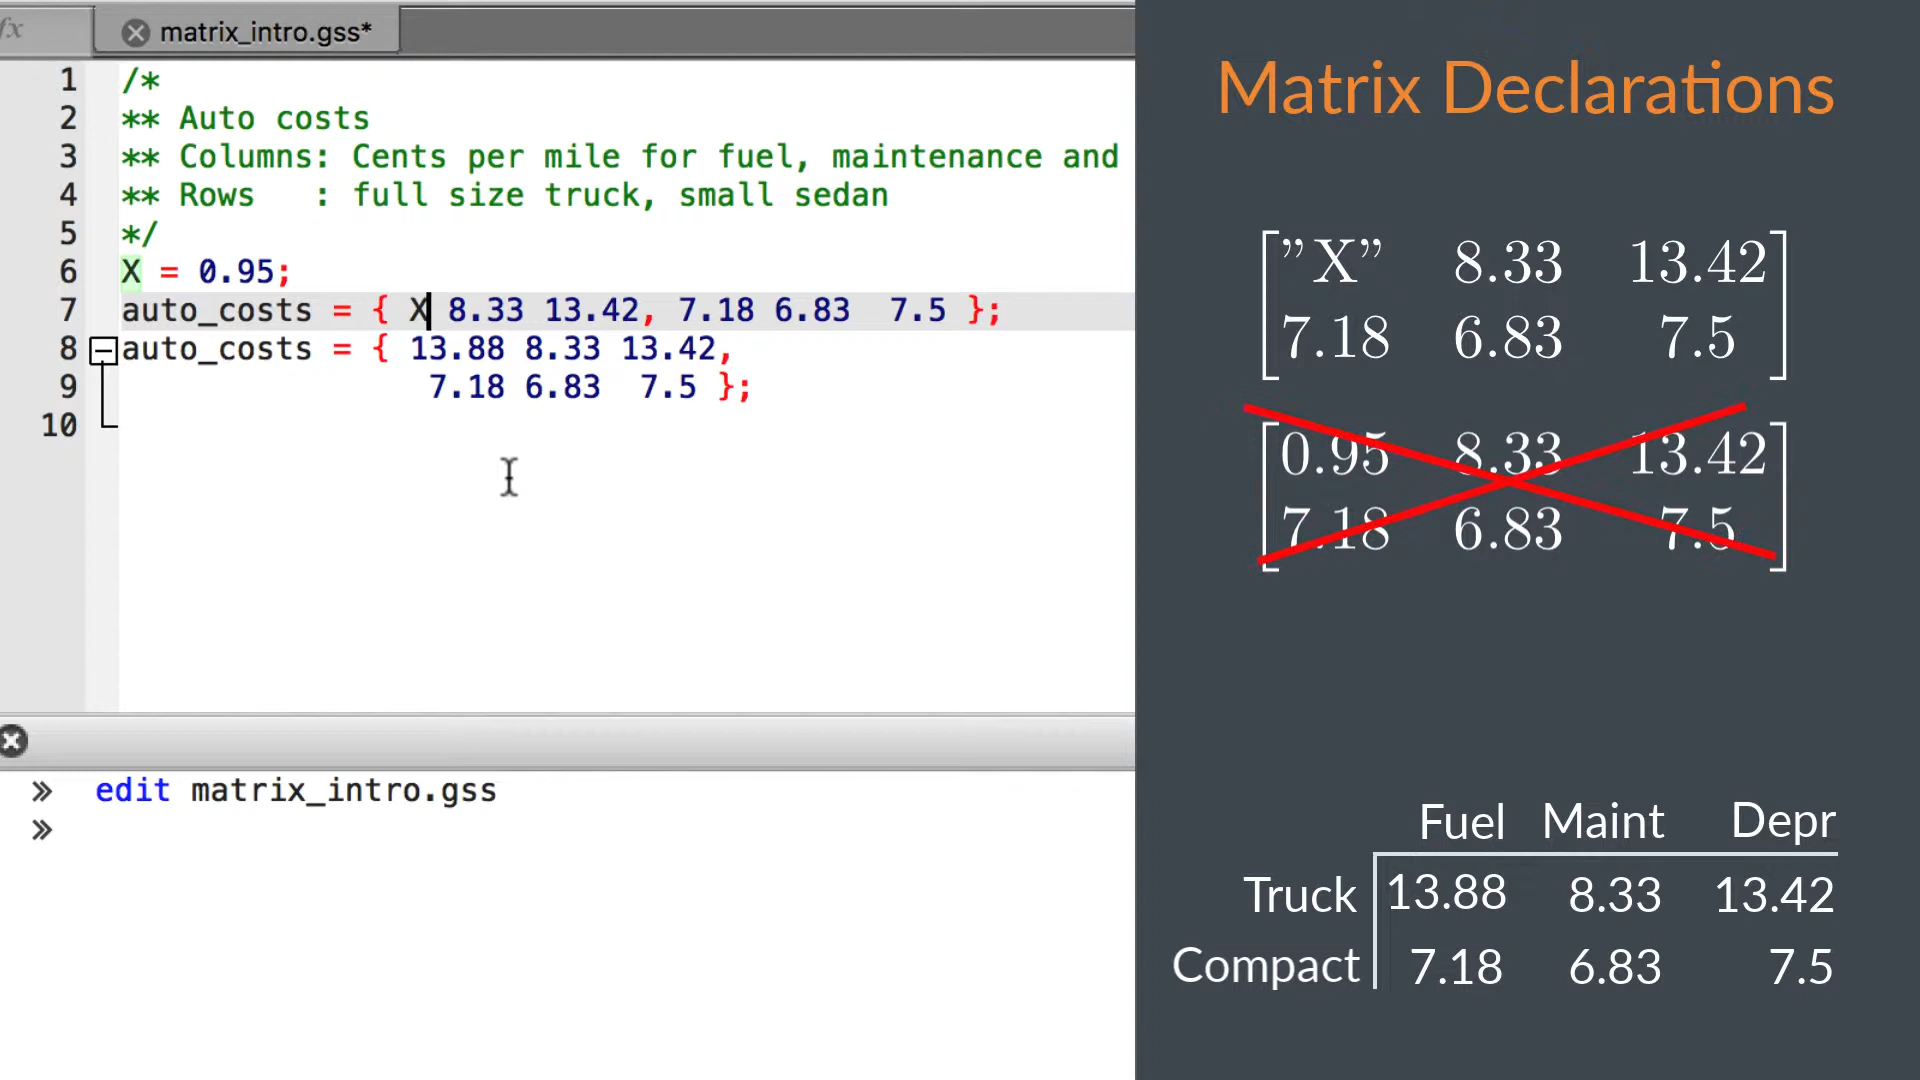 fx
matrix_intro.gss*
1 /*
2 ** Auto costs
3 ** Columns: Cents per mile for fuel, maintenance and
4 ** Rows   : full size truck, small sedan
5 */
6 X = 0.95;
7 auto_costs = { X 8.33 13.42, 7.18 6.83  7.5 };
8 auto_costs = { 13.88 8.33 13.42,
9                 7.18 6.83  7.5 };
10
» edit matrix_intro.gss
»
Matrix Declarations
"X" 8.33 13.42
7.18 6.83 7.5
0.95 8.33 13.42
7.18 6.83 7.5
Fuel Maint Depr
Truck 13.88 8.33 13.42
Compact 7.18 6.83 7.5